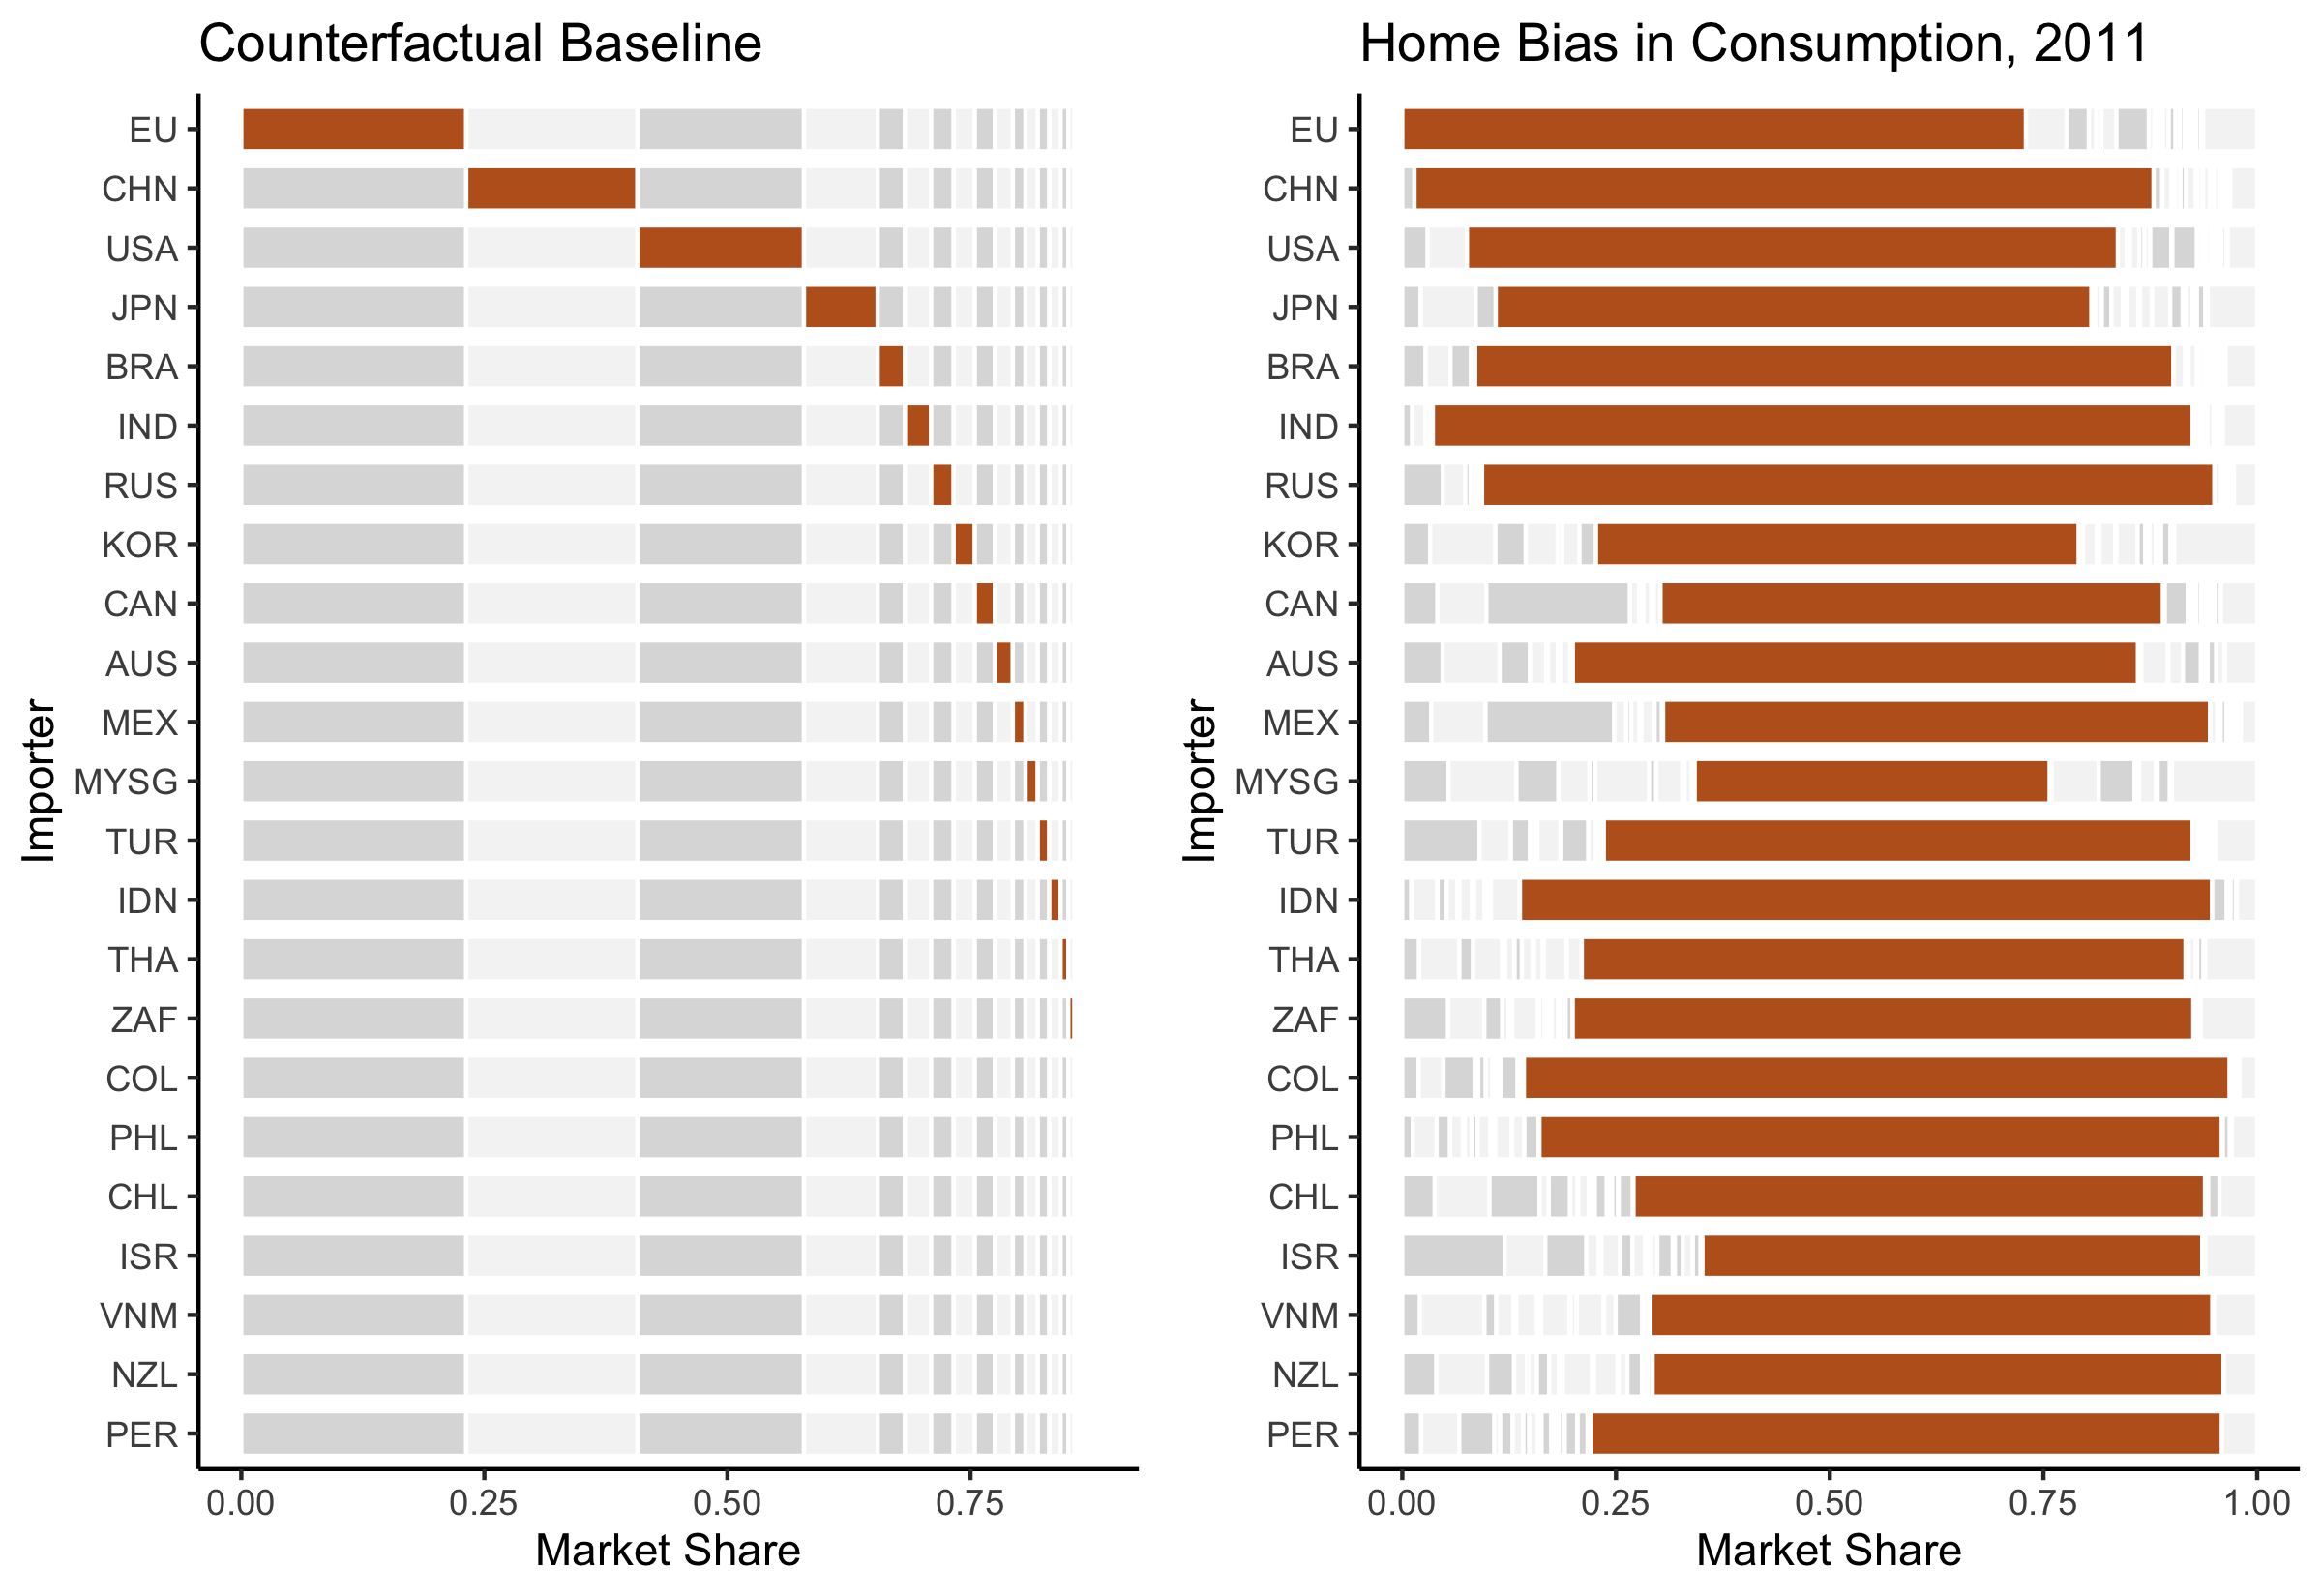 Counterfactual Baseline
Importer
EU
CHN
USA
JPN
BRA
IND
RUS
KOR
CAN
AUS
MEX
MYSG
TUR
IDN
THA
ZAF
COL
PHL
CHL
ISR
VNM
NZL
PER
0.00 0.25 0.50 0.75
Market Share
Home Bias in Consumption, 2011
Importer
EU
CHN
USA
JPN
BRA
IND
RUS
KOR
CAN
AUS
MEX
MYSG
TUR
IDN
THA
ZAF
COL
PHL
CHL
ISR
VNM
NZL
PER
0.00 0.25 0.50 0.75 1.00
Market Share